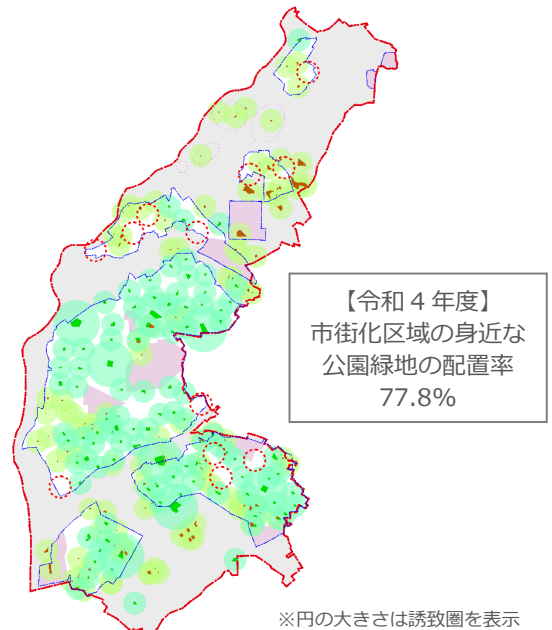 【令和４年度】
市街化区域の身近な
公園緑地の配置率
77.8%
※円の大きさは誘致圏を表示